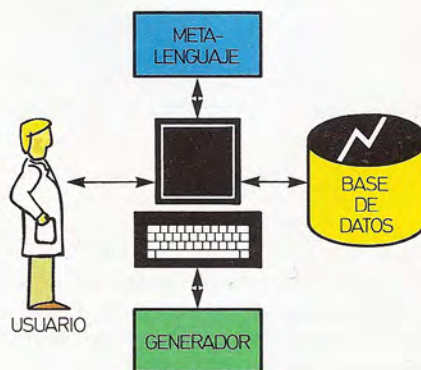 META-
LENGUAJE
BASE
DE
DATOS
USUARIO
GENERADOR